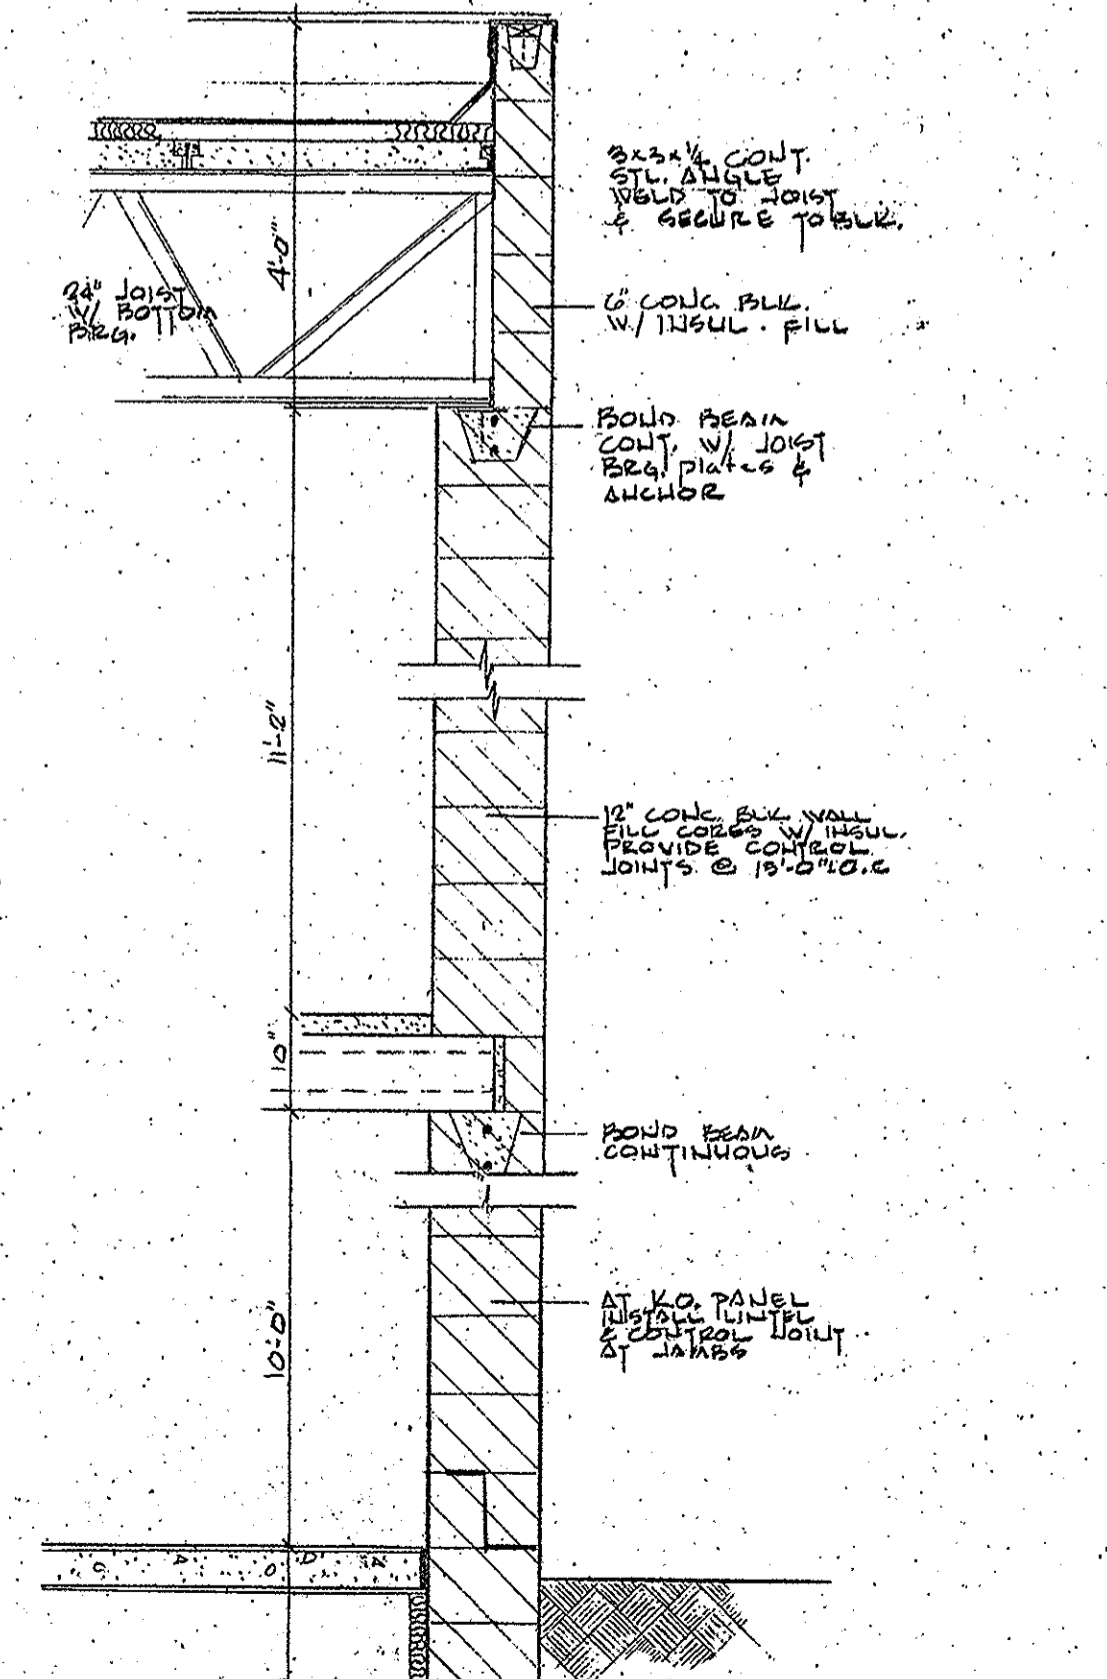 3x3x¼ CONT.
STL. ANGLE
WELD TO JOIST
& SECURE TO BLK.
4'-0"
24" JOIST
W/ BOTTOM
BRG.
6" CONC. BLK.
W/ INSUL. FILL
BOND BEAM
CONT. W/ JOIST
BRG. plates &
ANCHOR
11'-2"
12" CONC. BLK. WALL
FILL CORES W/ INSUL.
PROVIDE CONTROL
JOINTS @ O.C
10"
BOND BEAM
CONTINUOUS
10'-0"
AT K.O. PANEL
INSTALL LINTEL
& CONTROL JOINT
AT JAMBS